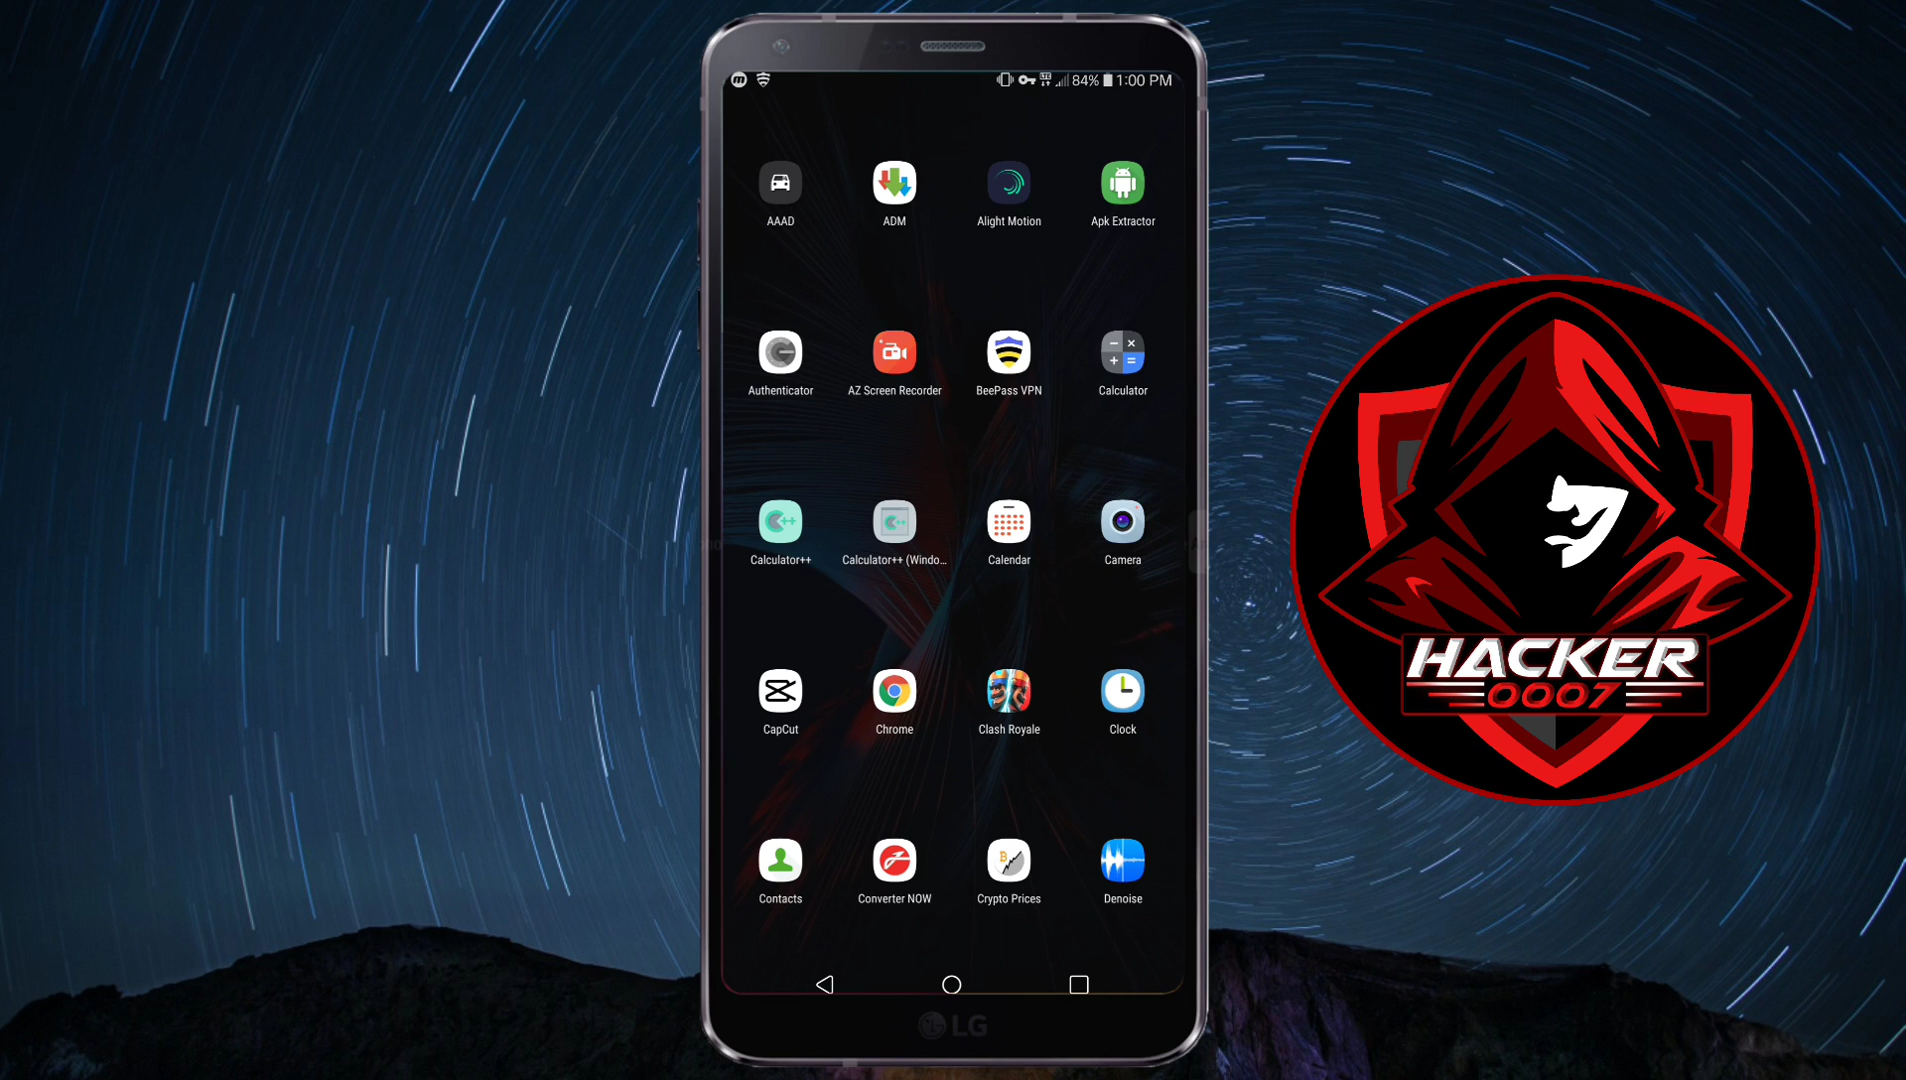 84% 1:00 PM
AAAD ADM Alight Motion Apk Extractor
Authenticator AZ Screen Recorder BeePass VPN Calculator
Calculator++ Calculator++ (Windo... Calendar Camera
CapCut Chrome Clash Royale Clock
Contacts Converter NOW Crypto Prices Denoise
LG
HACKER
0007